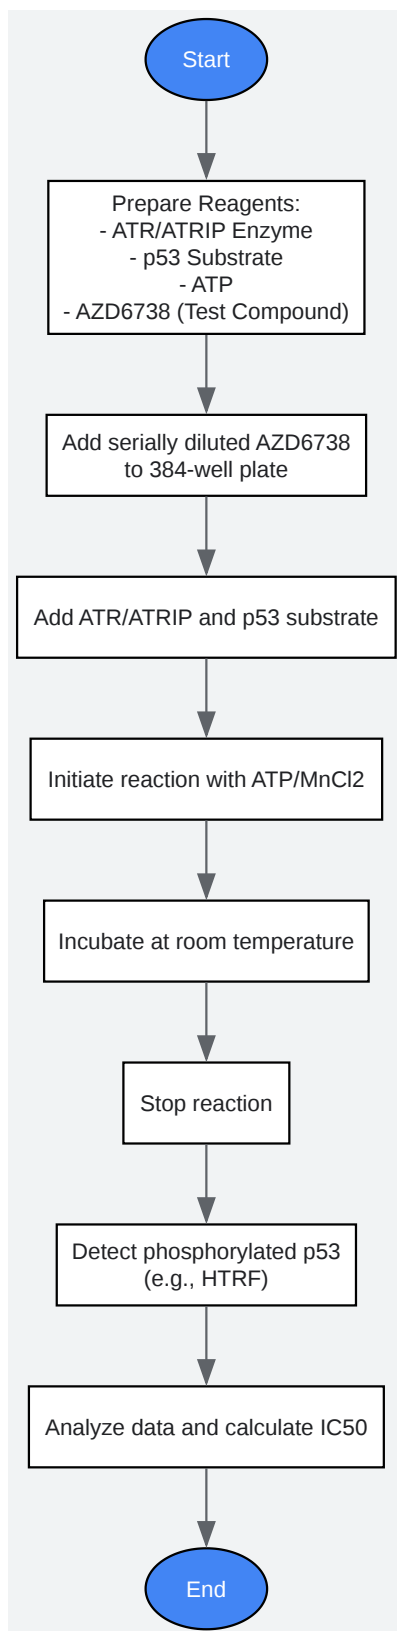 Start
Prepare Reagents:
- ATR/ATRIP Enzyme
- p53 Substrate
- ATP
- AZD6738 (Test Compound)
Add serially diluted AZD6738
to 384-well plate
Add ATR/ATRIP and p53 substrate
Initiate reaction with ATP/MnCl2
Incubate at room temperature
Stop reaction
Detect phosphorylated p53
(e.g., HTRF)
Analyze data and calculate IC50
End